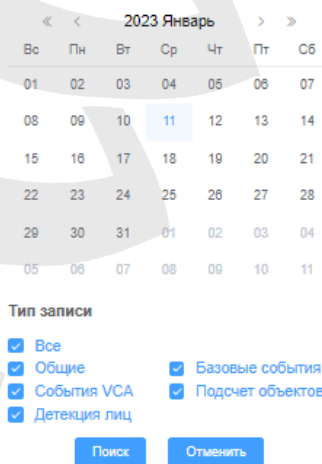 « < 2023 Январь > »
Вс Пн Вт Ср Чт Пт Сб
01 02 03 04 05 06 07
08 09 10 11 12 13 14
15 16 17 18 19 20 21
22 23 24 25 26 27 28
29 30 31 01 02 03 04
05 06 07 08 09 10 11
Тип записи
Все
Общие Базовые события
События VCA Подсчет объектов
Детекция лиц
Поиск Отменить